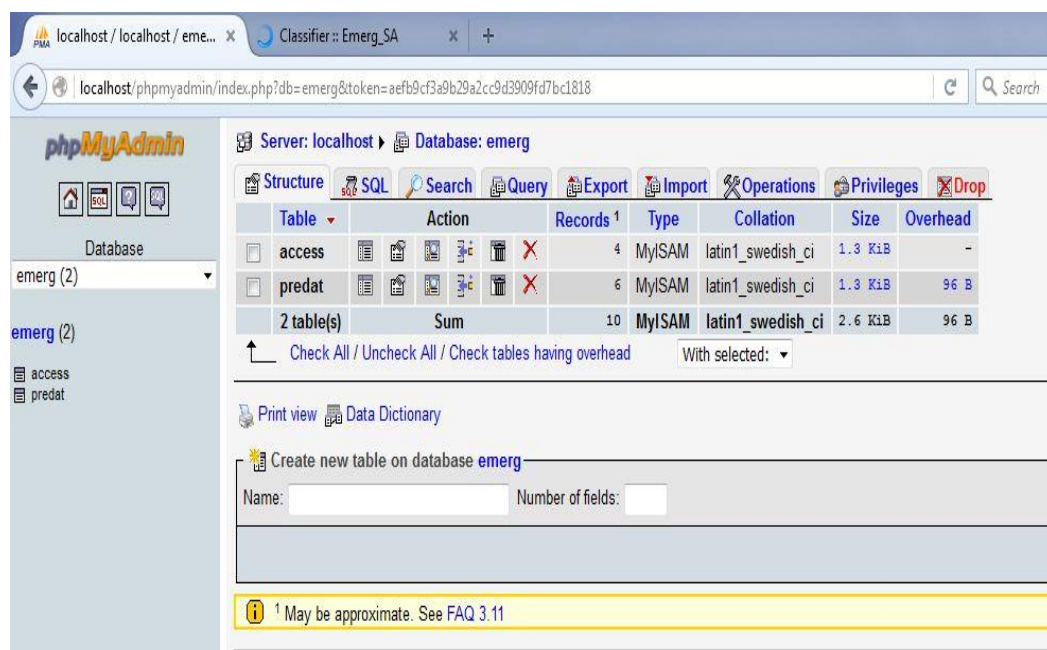 localhost / localhost / eme... x Classifier :: Emerg_SA x +
localhost/phpmyadmin/index.php?db=emerg&token=aefb9cf3a9b29a2cc9d3909fd7bc1818 Search
phpMyAdmin
Database
emerg (2)
emerg (2)
access
predat
Server: localhost Database: emerg
Structure SQL Search Query Export Import Operations Privileges Drop
Table Action Records 1 Type Collation Size Overhead
access 4 MyISAM latin1_swedish_ci 1.3 KiB -
predat 6 MyISAM latin1_swedish_ci 1.3 KiB 96 B
2 table(s) Sum 10 MyISAM latin1_swedish_ci 2.6 KiB 96 B
Check All / Uncheck All / Check tables having overhead With selected:
Print view Data Dictionary
Create new table on database emerg
Name: Number of fields:
1 May be approximate. See FAQ 3.11